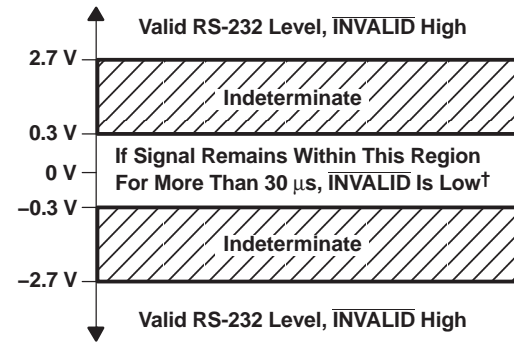 Valid RS-232 Level, INVALID High
2.7 V
Indeterminate
0.3 V
If Signal Remains Within This Region
0 V
For More Than 30 μs, INVALID Is Low†
–0.3 V
Indeterminate
–2.7 V
Valid RS-232 Level, INVALID High